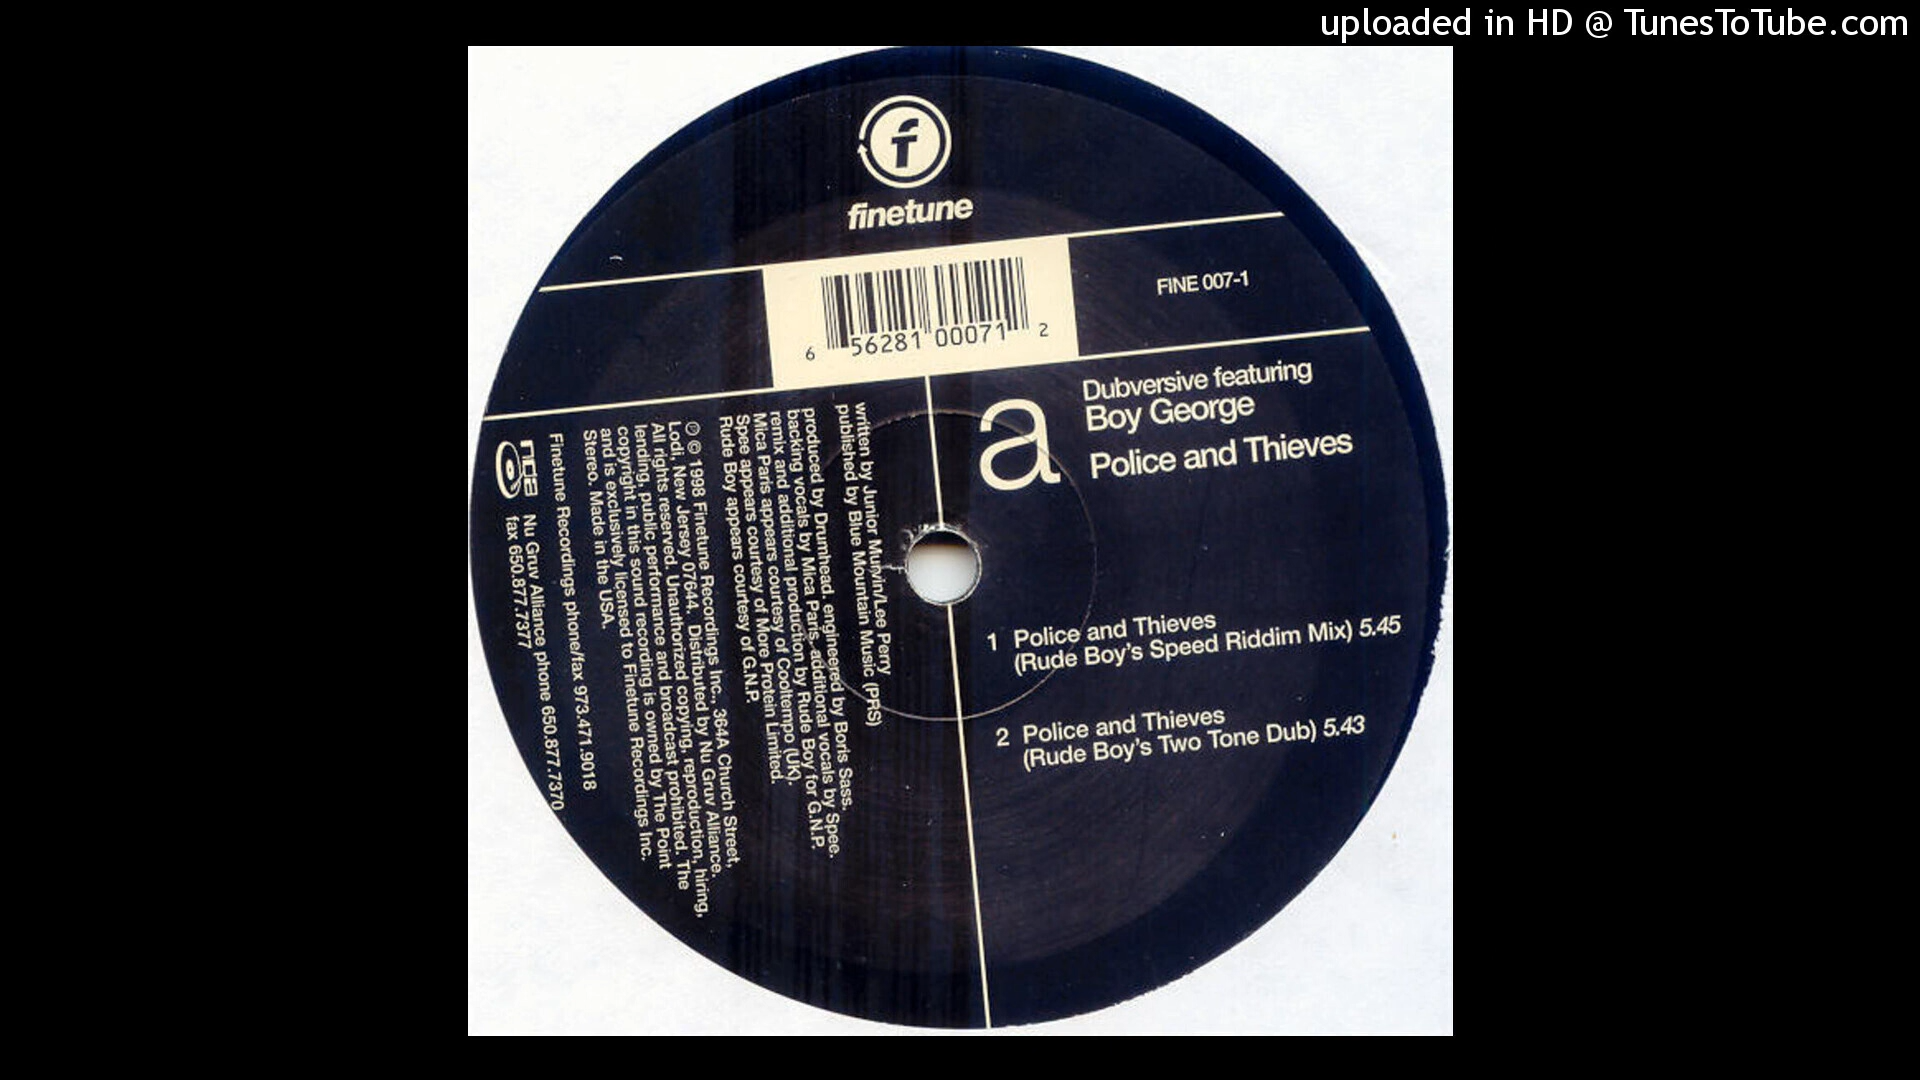 uploaded in HD @ TunesToTube.com
f
finetune
6 56281 00071 2
FINE 007-1
a
Dubversive featuring
Boy George
Police and Thieves
1 Police and Thieves
(Rude Boy's Speed Riddim Mix) 5.45
2 Police and Thieves
(Rude Boy's Two Tone Dub) 5.43
written by Junior Murvin/Lee Perry
published by Blue Mountain Music (PRS)
produced by Drumhead. engineered by Boris Sass.
backing vocals by Mica Paris, additional vocals by Spee.
remix and additional production by Rude Boy for G.N.P.
Mica Paris appears courtesy of Cooltempo (UK).
Spee appears courtesy of More Protein Limited.
Rude Boy appears courtesy of G.N.P.
℗ © 1998 Finetune Recordings Inc., 364A Church Street,
Lodi, New Jersey 07644. Distributed by Nu Gruv Alliance.
All rights reserved. Unauthorized copying, reproduction, hiring,
lending, public performance and broadcast prohibited. The
copyright in this sound recording is owned by The Point
and is exclusively licensed to Finetune Recordings Inc.
Stereo. Made in the USA.
Finetune Recordings phone/fax 973.471.9018
Nu Gruv Alliance phone 650.877.7370
fax 650.877.7377